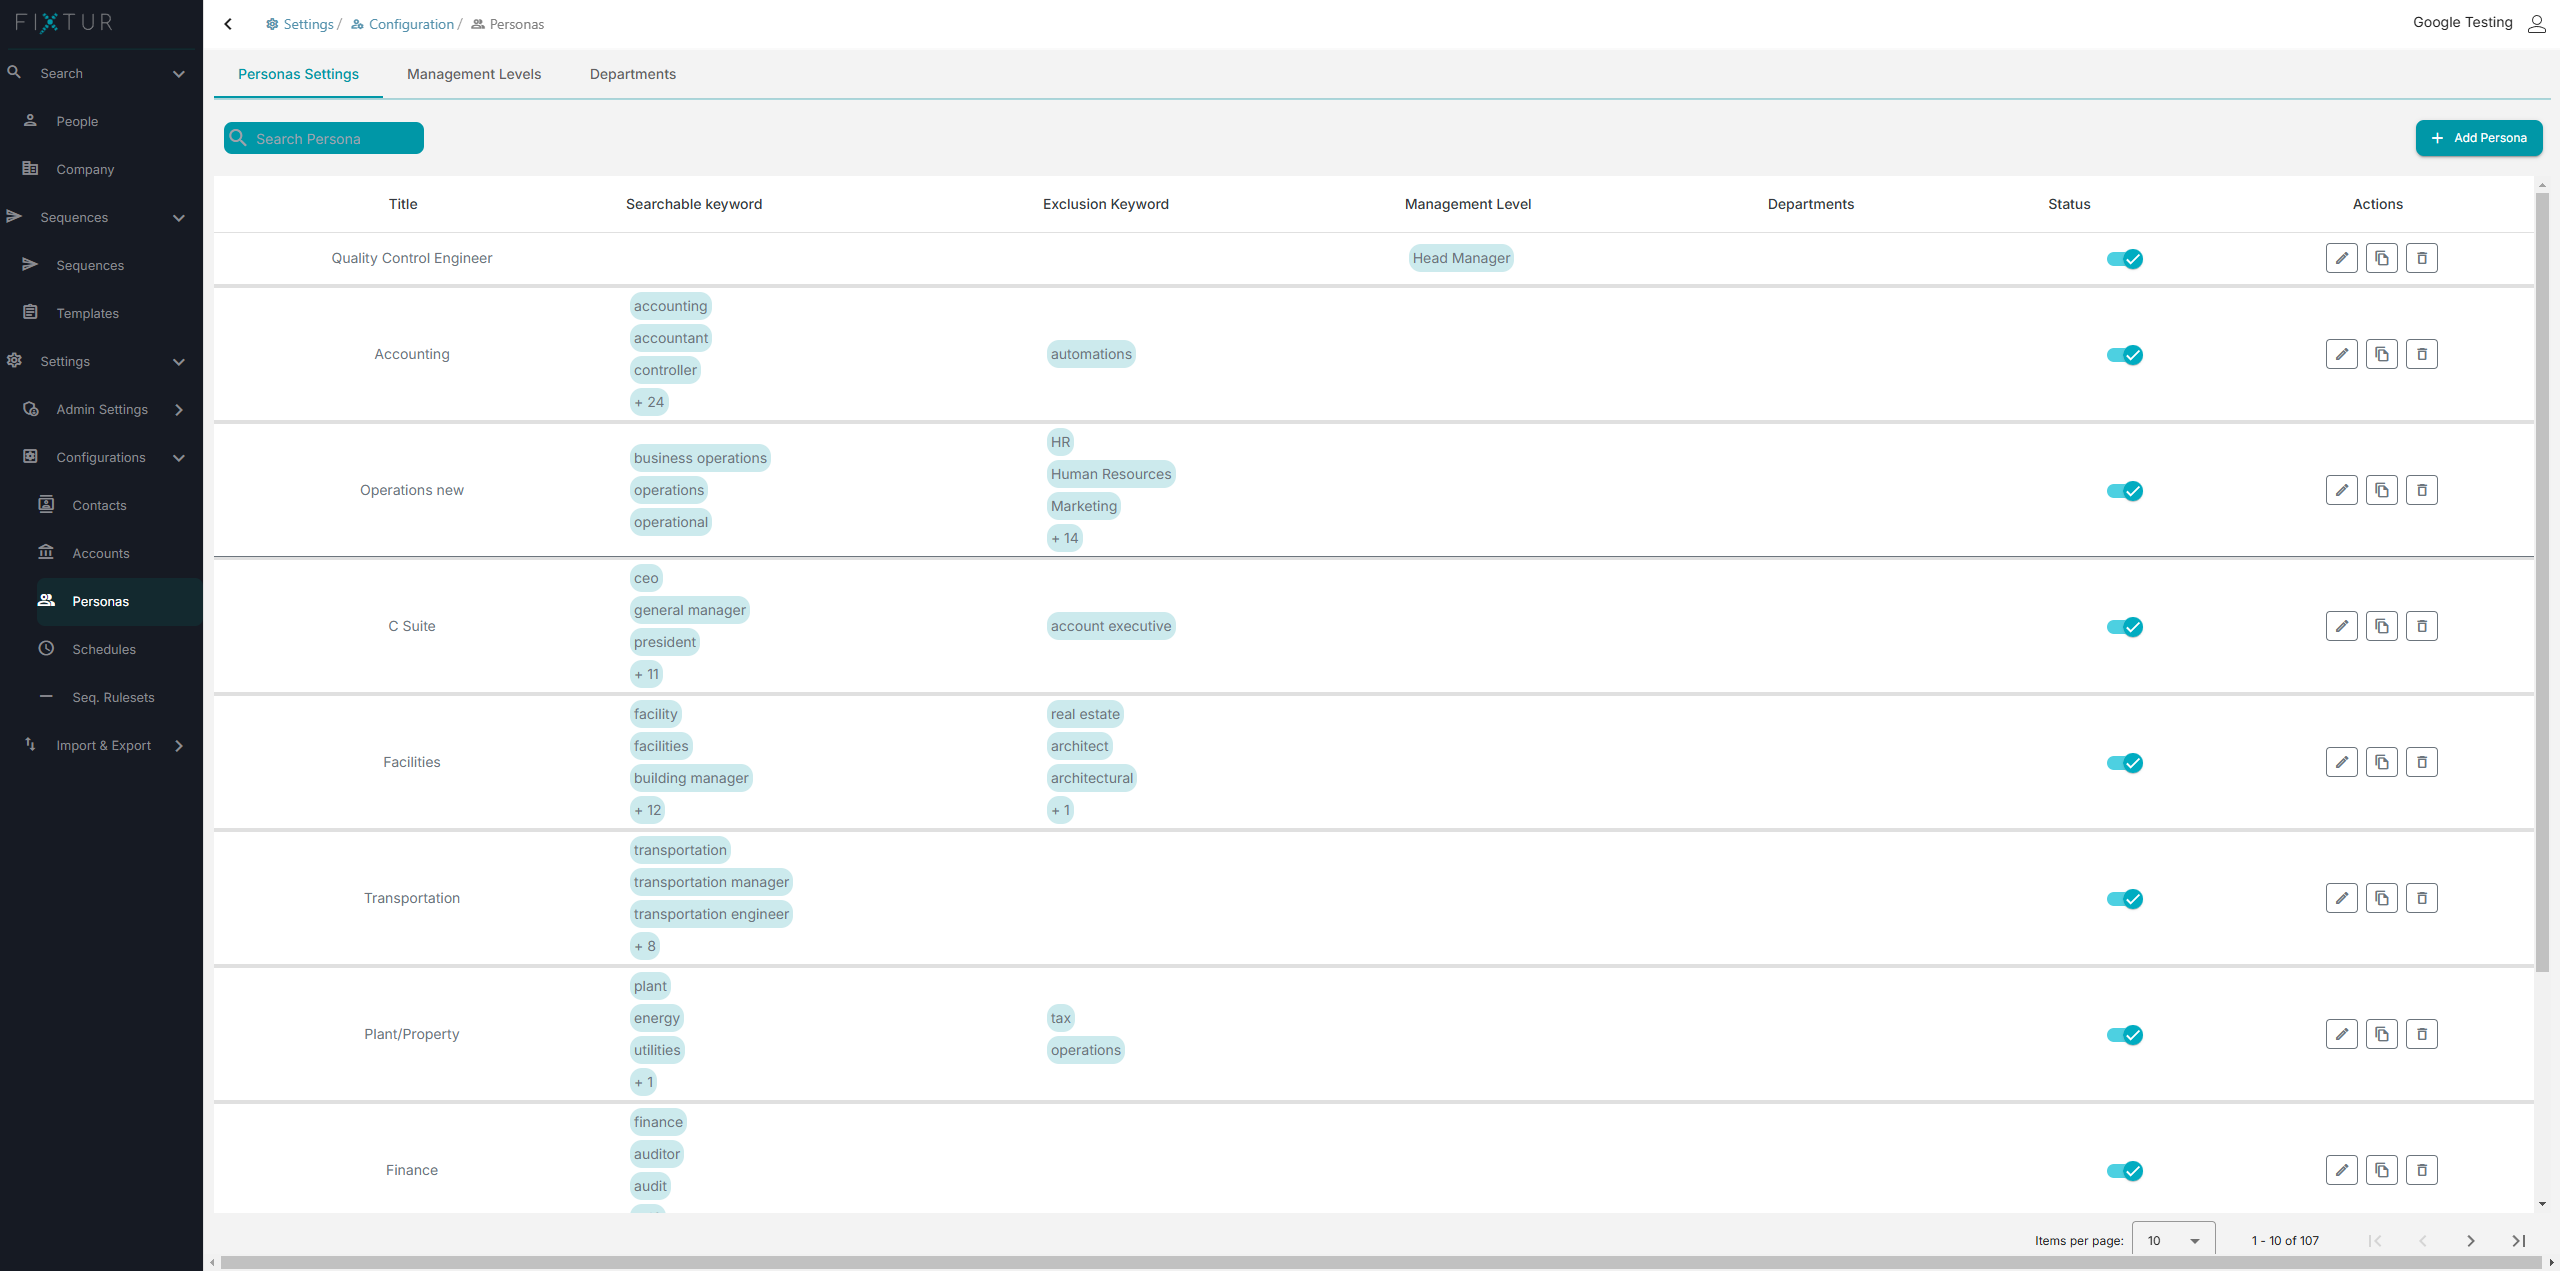 FIXTUR
Settings / Configuration / Personas
Google Testing
Search
People
Company
Sequences
Sequences
Templates
Settings
Admin Settings
Configurations
Contacts
Accounts
Personas
Schedules
Seq. Rulesets
Import & Export
Personas Settings Management Levels Departments
Search Persona
+ Add Persona
Title Searchable keyword Exclusion Keyword Management Level Departments Status Actions
Quality Control Engineer
Head Manager
Accounting
accounting
accountant
controller
+ 24
automations
Operations new
business operations
operations
operational
HR
Human Resources
Marketing
+ 14
C Suite
ceo
general manager
president
+ 11
account executive
Facilities
facility
facilities
building manager
+ 12
real estate
architect
architectural
+ 1
Transportation
transportation
transportation manager
transportation engineer
+ 8
Plant/Property
plant
energy
utilities
+ 1
tax
operations
Finance
finance
auditor
audit
Items per page: 10 1 - 10 of 107